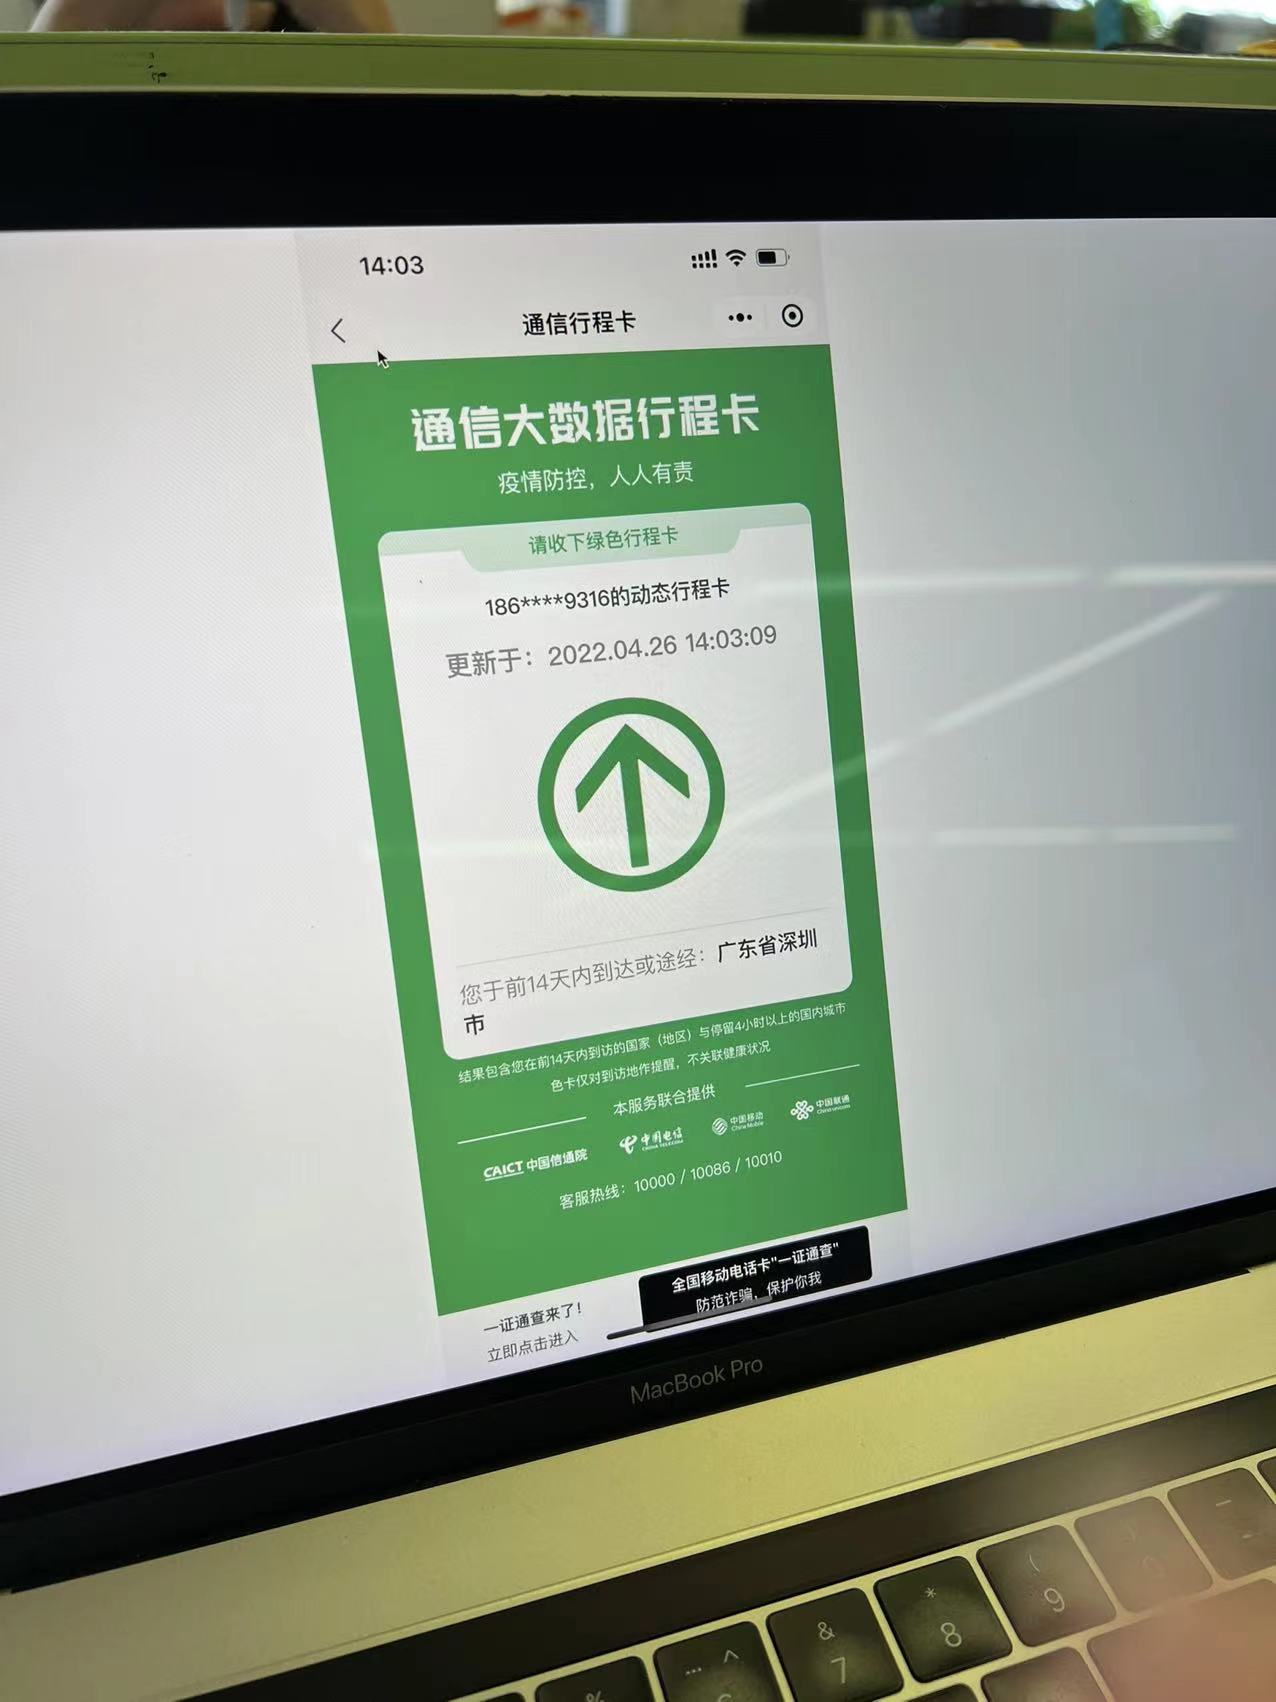 14:03
通信行程卡
通信大数据行程卡
疫情防控，人人有责
请收下绿色行程卡
186****9316的动态行程卡
更新于：2022.04.26 14:03:09
您于前14天内到达或途经：广东省深圳
市
结果包含您在前14天内到访的国家（地区）与停留4小时以上的国内城市
色卡仅对到访地作提醒，不关联健康状况
本服务联合提供
CAICT 中国信通院
中国电信
CHINA TELECOM
中国移动
China Mobile
中国联通
China unicom
客服热线：10000 / 10086 / 10010
一证通查来了！
立即点击进入
全国移动电话卡"一证通查"
防范诈骗，保护你我
MacBook Pro
%
^
&
7
*
8
(
9